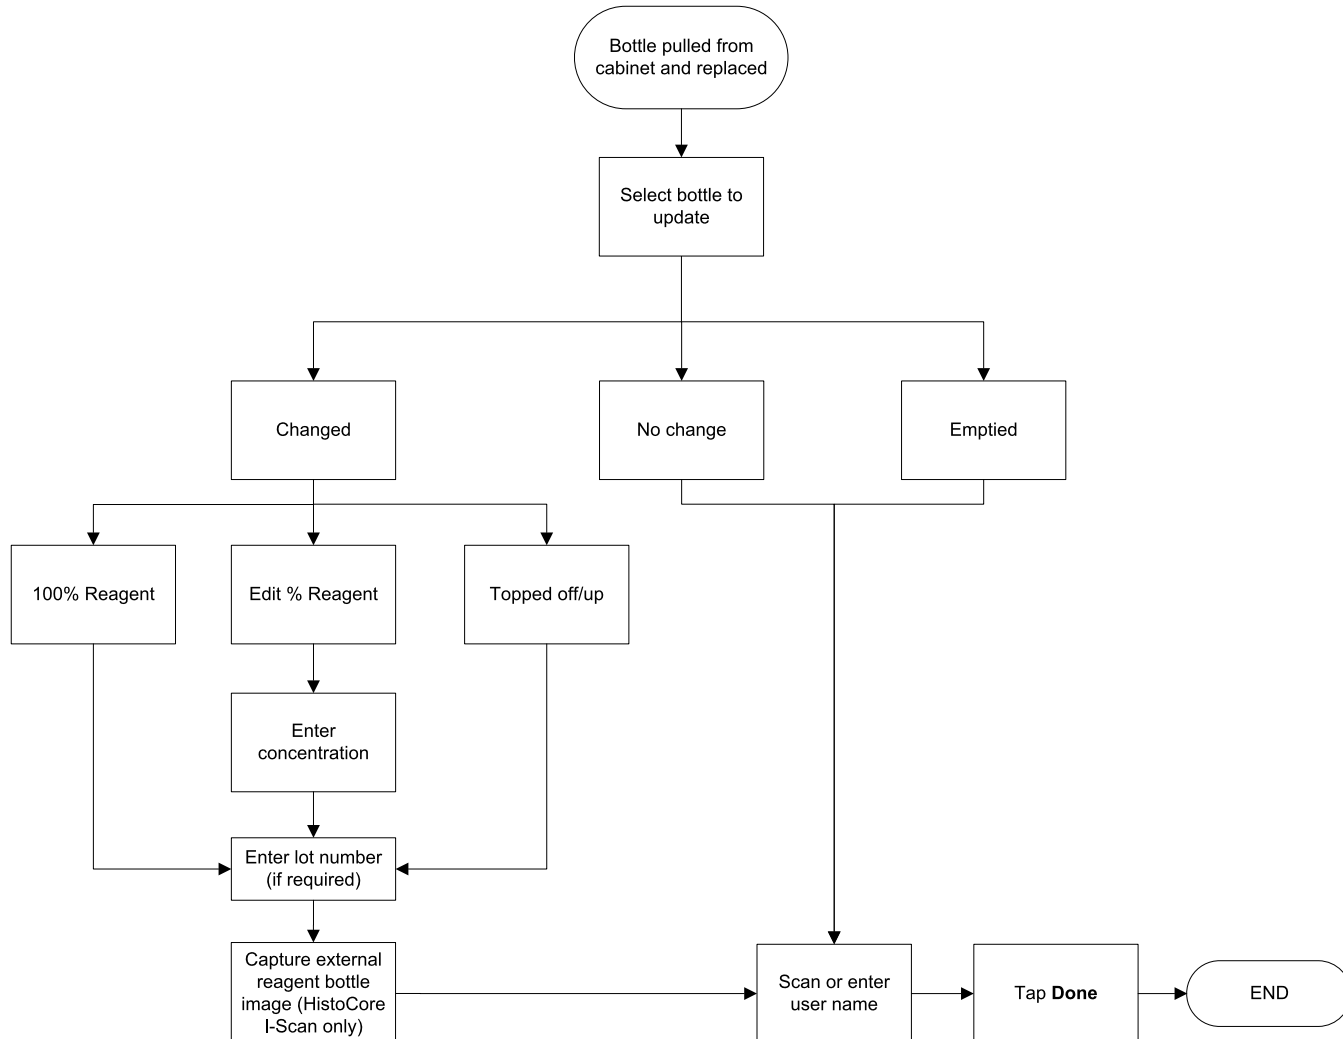 Bottle pulled from
cabinet and replaced
Select bottle to
update
Changed
No change
Emptied
100% Reagent
Edit % Reagent
Topped off/up
Enter
concentration
Enter lot number
(if required)
Capture external
reagent bottle
image (HistoCore
I-Scan only)
Scan or enter
user name
Tap Done
END